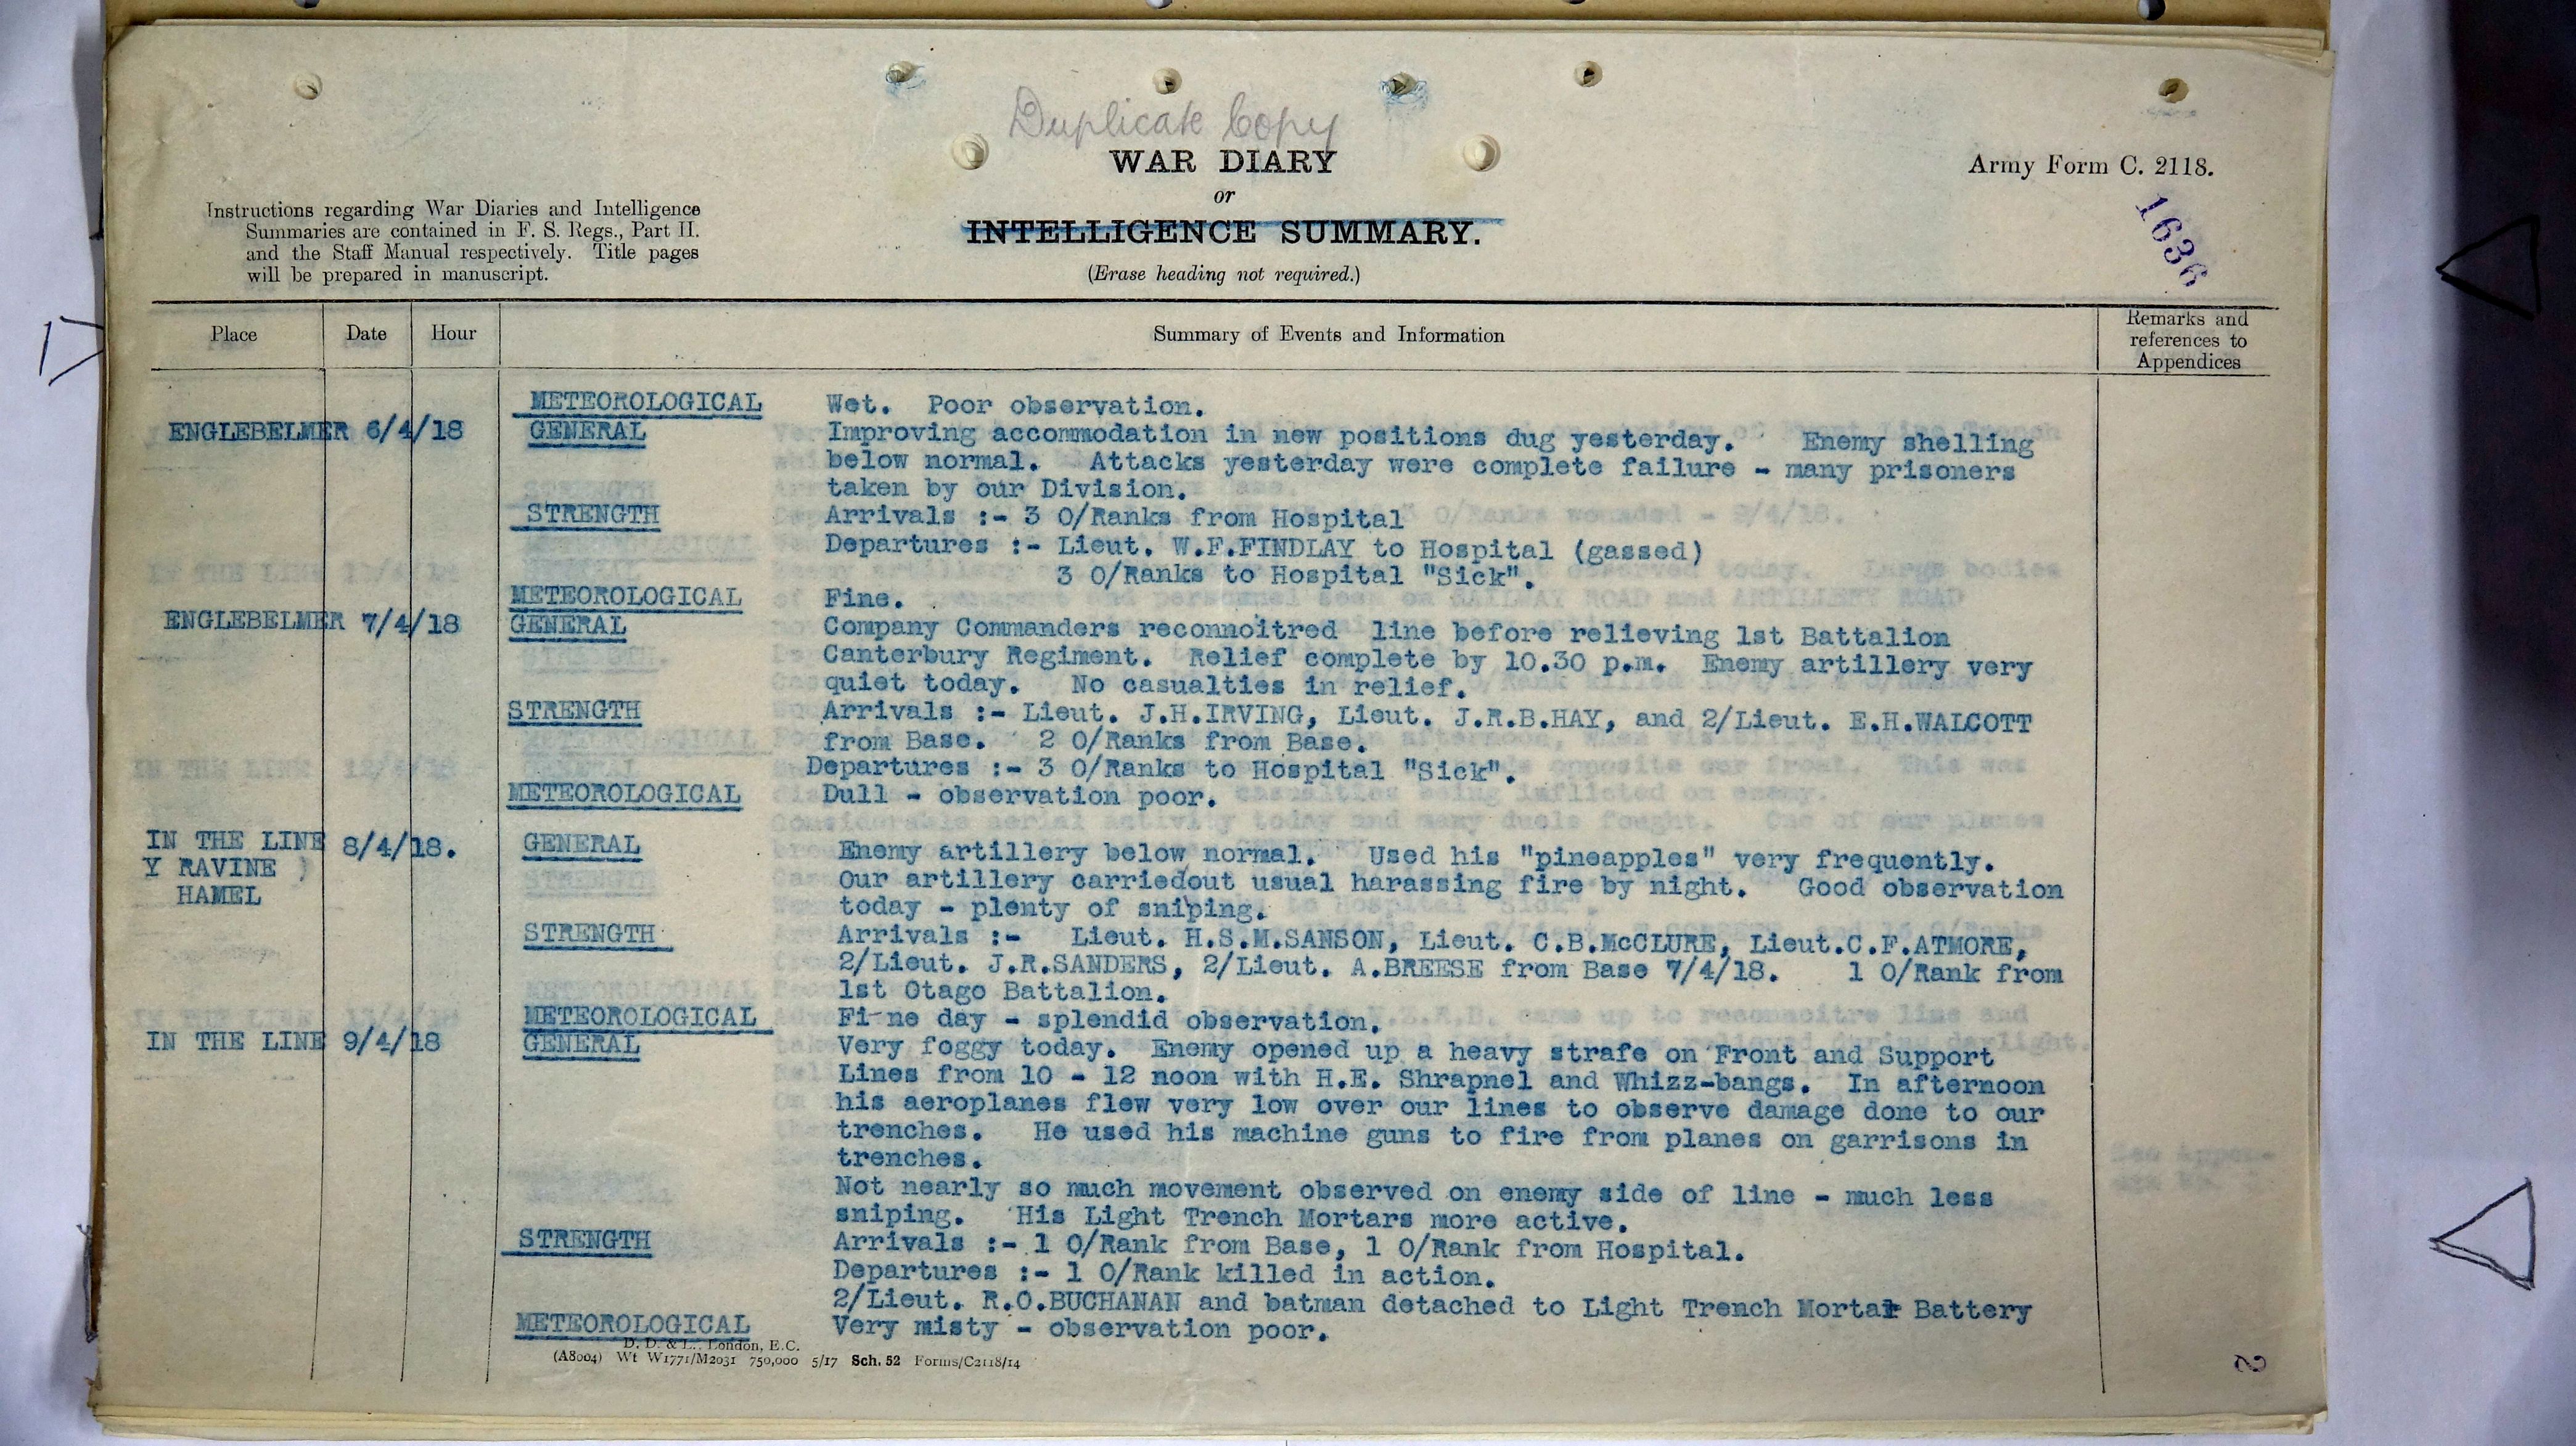 Duplicate Copy
WAR DIARY
or
INTELLIGENCE SUMMARY.
(Erase heading not required.)
Army Form C. 2118.
1636
Instructions regarding War Diaries and Intelligence
Summaries are contained in F. S. Regs., Part II.
and the Staff Manual respectively. Title pages
will be prepared in manuscript.
Place Date Hour Summary of Events and Information Remarks and
references to
Appendices
METEOROLOGICAL Wet. Poor observation.
ENGLEBELMER 6/4/18 GENERAL Improving accommodation in new positions dug yesterday. Enemy shelling
below normal. Attacks yesterday were complete failure - many prisoners
taken by our Division.
STRENGTH Arrivals :- 3 O/Ranks from Hospital
Departures :- Lieut. W.F.FINDLAY to Hospital (gassed)
3 O/Ranks to Hospital "Sick".
METEOROLOGICAL Fine.
ENGLEBELMER 7/4/18 GENERAL Company Commanders reconnoitred line before relieving 1st Battalion
Canterbury Regiment. Relief complete by 10.30 p.m. Enemy artillery very
quiet today. No casualties in relief.
STRENGTH Arrivals :- Lieut. J.H.IRVING, Lieut. J.R.B.HAY, and 2/Lieut. E.H.WALCOTT
from Base. 2 O/Ranks from Base.
Departures :- 3 O/Ranks to Hospital "Sick".
METEOROLOGICAL Dull - observation poor.
IN THE LINE 8/4/18. GENERAL Enemy artillery below normal. Used his "pineapples" very frequently.
Y RAVINE ) Our artillery carriedout usual harassing fire by night. Good observation
HAMEL today - plenty of sniping.
STRENGTH Arrivals :- Lieut. H.S.M.SANSON, Lieut. C.B.McCLURE, Lieut.C.F.ATMORE,
2/Lieut. J.R.SANDERS, 2/Lieut. A.BREESE from Base 7/4/18. 1 O/Rank from
1st Otago Battalion.
METEOROLOGICAL Fi-ne day - splendid observation.
IN THE LINE 9/4/18 GENERAL Very foggy today. Enemy opened up a heavy strafe on Front and Support
Lines from 10 - 12 noon with H.E. Shrapnel and Whizz-bangs. In afternoon
his aeroplanes flew very low over our lines to observe damage done to our
trenches. He used his machine guns to fire from planes on garrisons in
trenches.
Not nearly so much movement observed on enemy side of line - much less
sniping. His Light Trench Mortars more active.
STRENGTH Arrivals :- 1 O/Rank from Base, 1 O/Rank from Hospital.
Departures :- 1 O/Rank killed in action.
2/Lieut. R.O.BUCHANAN and batman detached to Light Trench Mortar Battery
METEOROLOGICAL Very misty - observation poor.
D. D. & L., London, E.C.
(A8004) Wt W1771/M2031 750,000 5/17 Sch. 52 Forms/C2118/14
2